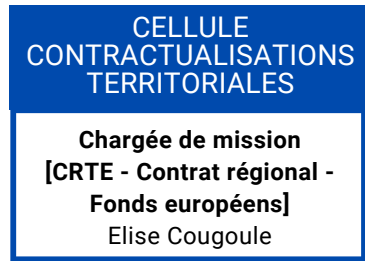 CELLULE
CONTRACTUALISATIONS
TERRITORIALES
Chargée de mission
[CRTE - Contrat régional -
Fonds européens]
Elise Cougoule